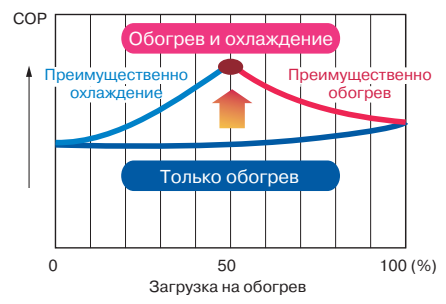 COP
Обогрев и охлаждение
Преимущественно
охлаждение
Преимущественно
обогрев
Только обогрев
0
50
100 (%)
Загрузка на обогрев